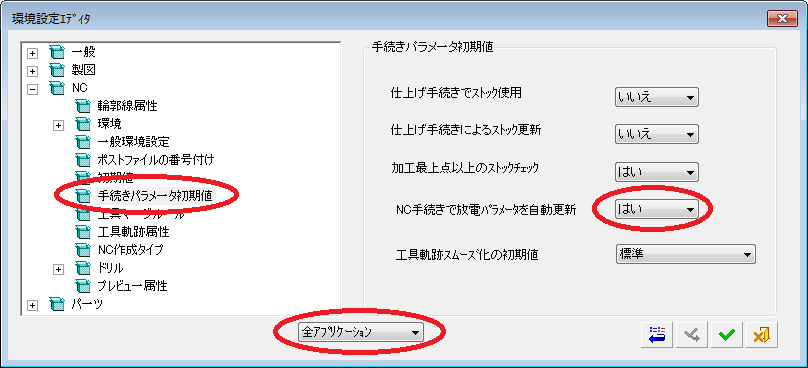 環境設定ｴﾃﾞｨﾀ
一般
製図
NC
輪郭線属性
環境
一般環境設定
ポストファイルの番号付け
初期値
手続きパラメータ初期値
工具マージルール
工具軌跡属性
NC作成タイプ
ドリル
プレビュー属性
パーツ
手続きパラメータ初期値
仕上げ手続きでストック使用
いいえ
仕上げ手続きによるストック更新
いいえ
加工最上点以上のストックチェック
はい
NC手続きで放電パラメータを自動更新
はい
工具軌跡スムーズ化の初期値
標準
全アプリケーション